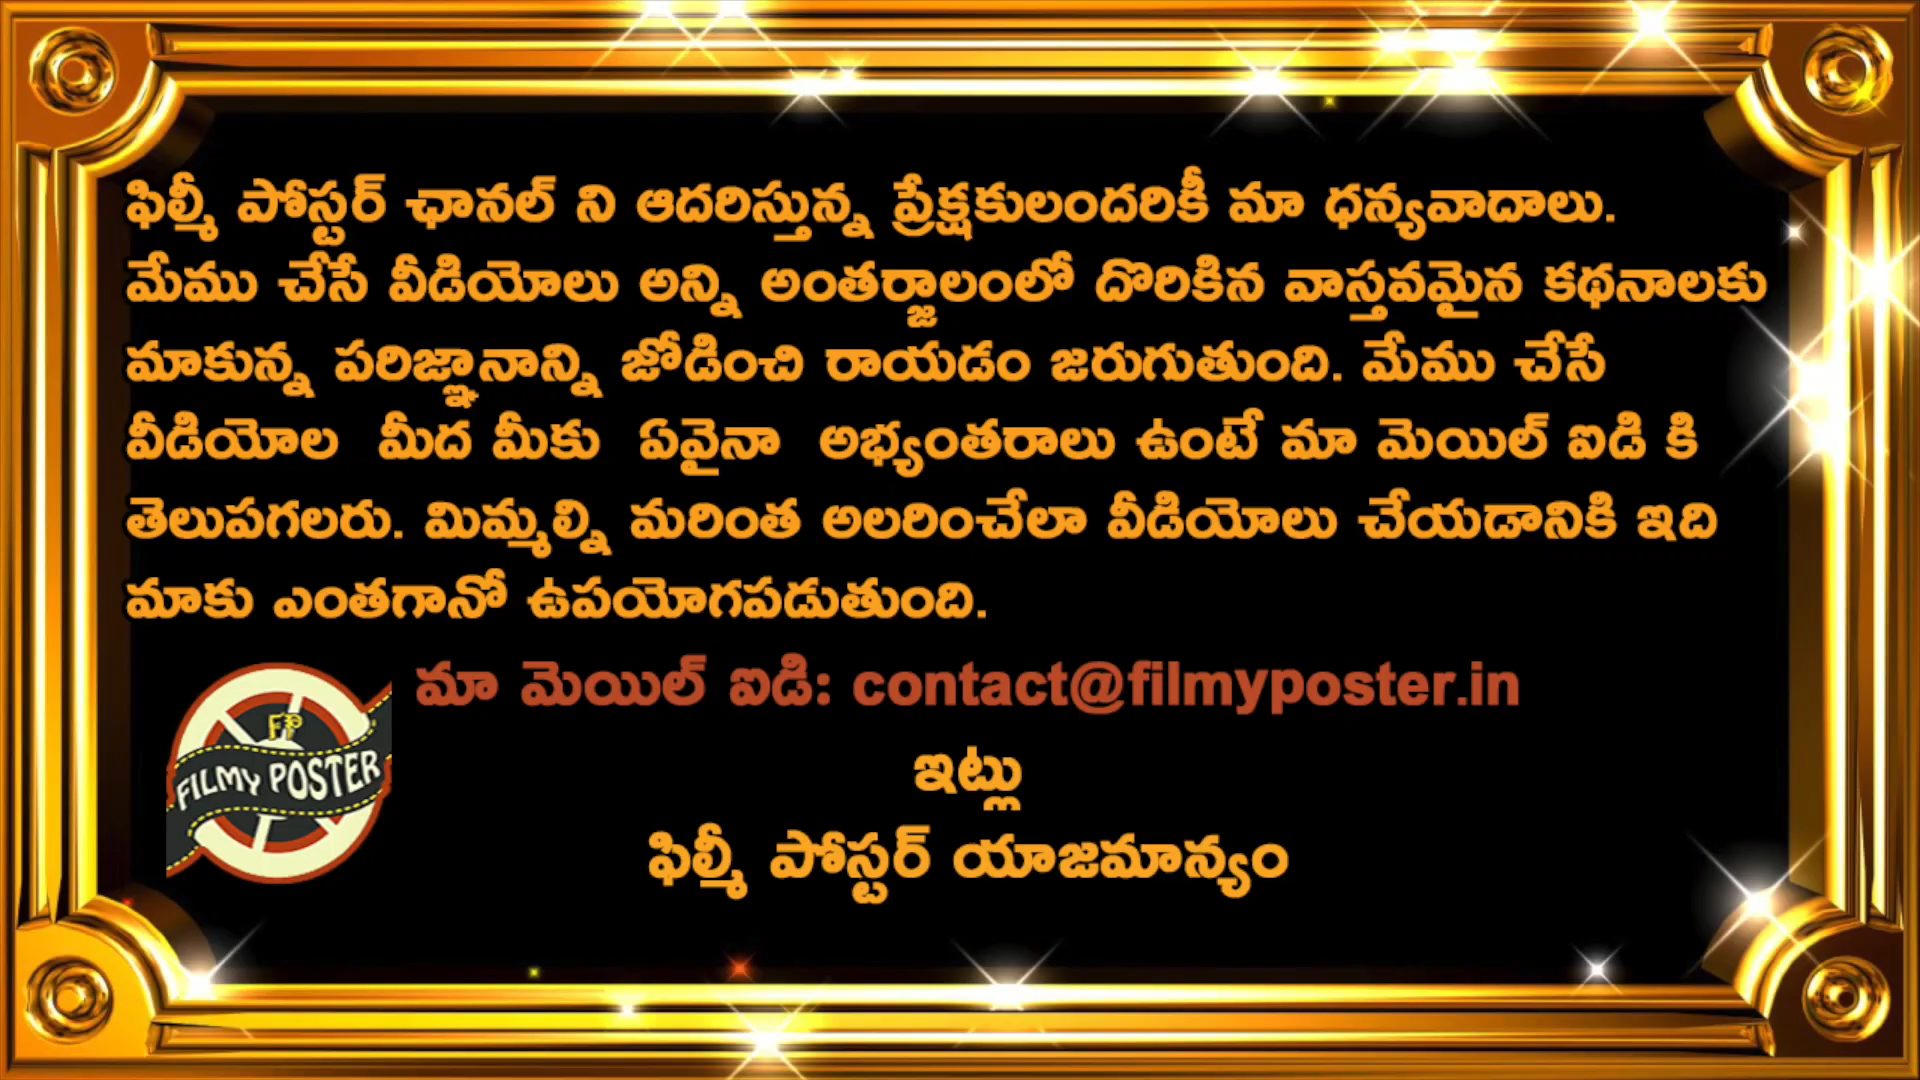 ఫిల్మీ పోస్టర్ ఛానల్ ని ఆదరిస్తున్న ప్రేక్షకులందరికీ మా ధన్యవాదాలు.
మేము చేసే వీడియోలు అన్ని అంతర్జాలంలో దొరికిన వాస్తవమైన కథనాలకు
మాకున్న పరిజ్ఞానాన్ని జోడించి రాయడం జరుగుతుంది. మేము చేసే
వీడియోల మీద మీకు ఏవైనా అభ్యంతరాలు ఉంటే మా మెయిల్ ఐడి కి
తెలుపగలరు. మిమ్మల్ని మరింత అలరించేలా వీడియోలు చేయడానికి ఇది
మాకు ఎంతగానో ఉపయోగపడుతుంది.
మా మెయిల్ ఐడి: contact@filmyposter.in
FP
FILMY POSTER
ఇట్లు
ఫిల్మీ పోస్టర్ యాజమాన్యం